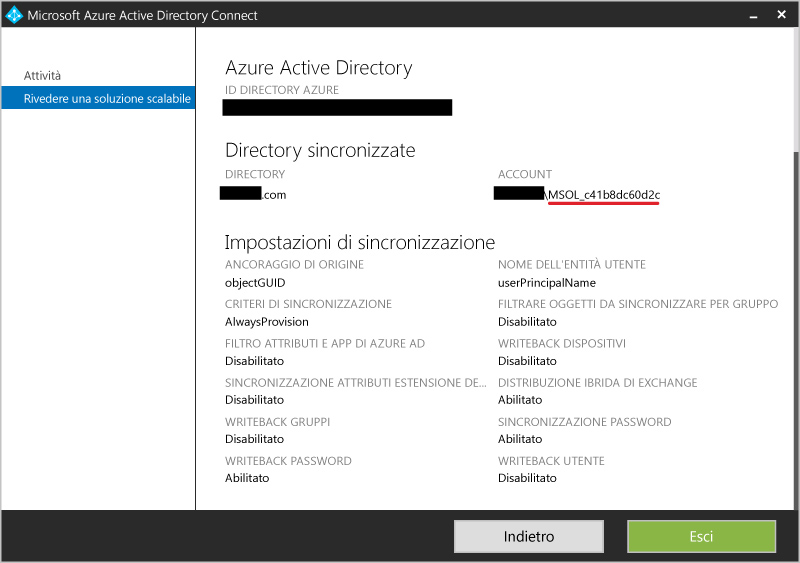 Microsoft Azure Active Directory Connect
Attività
Rivedere una soluzione scalabile
Azure Active Directory
ID DIRECTORY AZURE
Directory sincronizzate
DIRECTORY
.com
ACCOUNT
\MSOL_c41b8dc60d2c
Impostazioni di sincronizzazione
ANCORAGGIO DI ORIGINE
objectGUID
NOME DELL'ENTITÀ UTENTE
userPrincipalName
CRITERI DI SINCRONIZZAZIONE
AlwaysProvision
FILTRARE OGGETTI DA SINCRONIZZARE PER GRUPPO
Disabilitato
FILTRO ATTRIBUTI E APP DI AZURE AD
Disabilitato
WRITEBACK DISPOSITIVI
Disabilitato
SINCRONIZZAZIONE ATTRIBUTI ESTENSIONE DE...
Disabilitato
DISTRIBUZIONE IBRIDA DI EXCHANGE
Abilitato
WRITEBACK GRUPPI
Disabilitato
SINCRONIZZAZIONE PASSWORD
Abilitato
WRITEBACK PASSWORD
Abilitato
WRITEBACK UTENTE
Disabilitato
Indietro
Esci